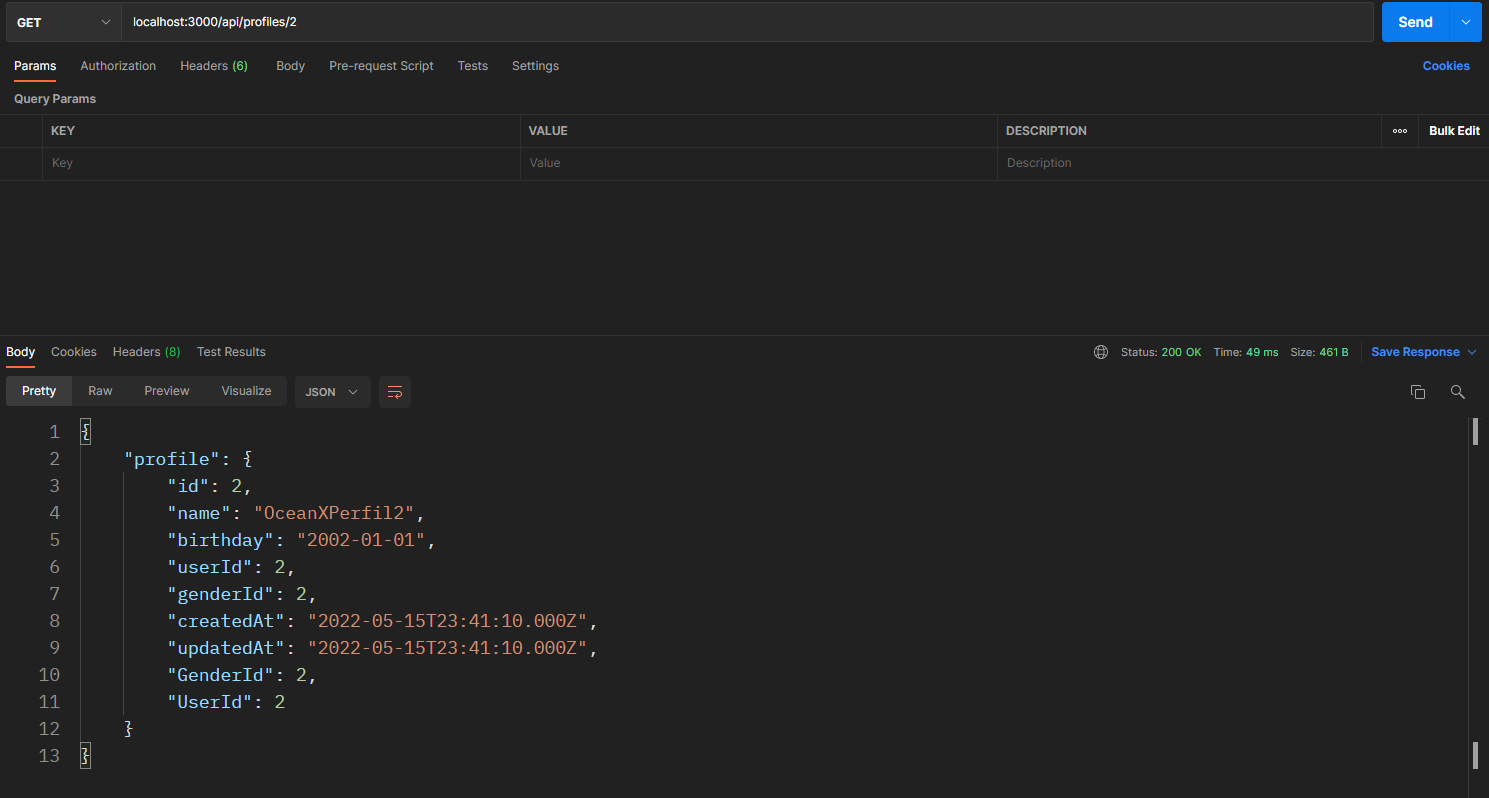 GET localhost:3000/api/profiles/2 Send
Params Authorization Headers (6) Body Pre-request Script Tests Settings Cookies
Query Params
KEY VALUE DESCRIPTION ooo Bulk Edit
Key Value Description
Body Cookies Headers (8) Test Results Status: 200 OK Time: 49 ms Size: 461 B Save Response
Pretty Raw Preview Visualize JSON
1 {
2 "profile": {
3 "id": 2,
4 "name": "OceanXPerfil2",
5 "birthday": "2002-01-01",
6 "userId": 2,
7 "genderId": 2,
8 "createdAt": "2022-05-15T23:41:10.000Z",
9 "updatedAt": "2022-05-15T23:41:10.000Z",
10 "GenderId": 2,
11 "UserId": 2
12 }
13 }